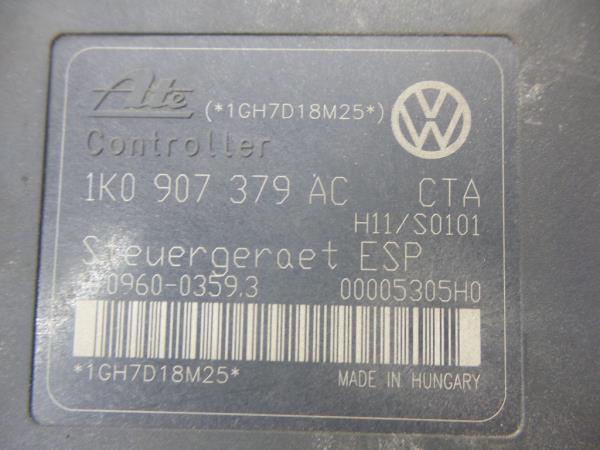 Ate (*1GH7D18M25*)
Controller
1K0 907 379 AC CTA
H11/S0101
Steuergeraet ESP
0960-0359.3 00005305H0
*1GH7D18M25*
MADE IN HUNGARY